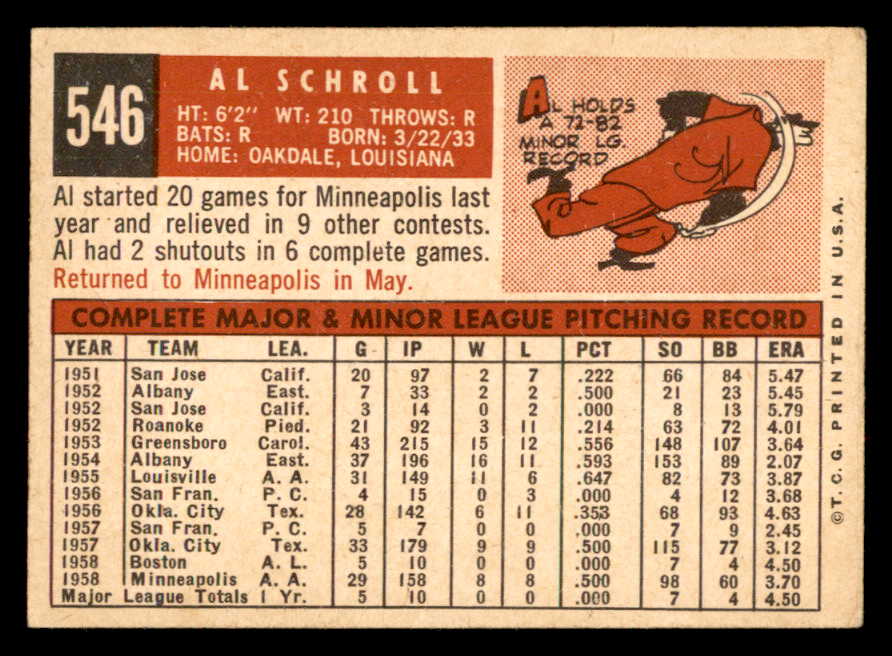 546
AL SCHROLL
HT: 6'2" WT: 210 THROWS: R
BATS: R BORN: 3/22/33
HOME: OAKDALE, LOUISIANA
AL HOLDS
A 72-82
MINOR LG.
RECORD
Al started 20 games for Minneapolis last
year and relieved in 9 other contests.
Al had 2 shutouts in 6 complete games.
Returned to Minneapolis in May.
COMPLETE MAJOR & MINOR LEAGUE PITCHING RECORD
YEAR TEAM LEA. G IP W L PCT SO BB ERA
1951 San Jose Calif. 20 97 2 7 .222 66 84 5.47
1952 Albany East. 7 33 2 2 .500 21 23 5.45
1952 San Jose Calif. 3 14 0 2 .000 8 13 5.79
1952 Roanoke Pied. 21 92 3 11 .214 63 72 4.01
1953 Greensboro Carol. 43 215 15 12 .556 148 107 3.64
1954 Albany East. 37 196 16 11 .593 153 89 2.07
1955 Louisville A. A. 31 149 11 6 .647 82 73 3.87
1956 San Fran. P. C. 4 15 0 3 .000 4 12 3.68
1956 Okla. City Tex. 28 142 6 11 .353 68 93 4.63
1957 San Fran. P. C. 5 7 0 0 .000 7 9 2.45
1957 Okla. City Tex. 33 179 9 9 .500 115 77 3.12
1958 Boston A. L. 5 10 0 0 .000 7 4 4.50
1958 Minneapolis A. A. 29 158 8 8 .500 98 60 3.70
Major League Totals 1 Yr. 5 10 0 0 .000 7 4 4.50
©T. C. G. PRINTED IN U.S.A.